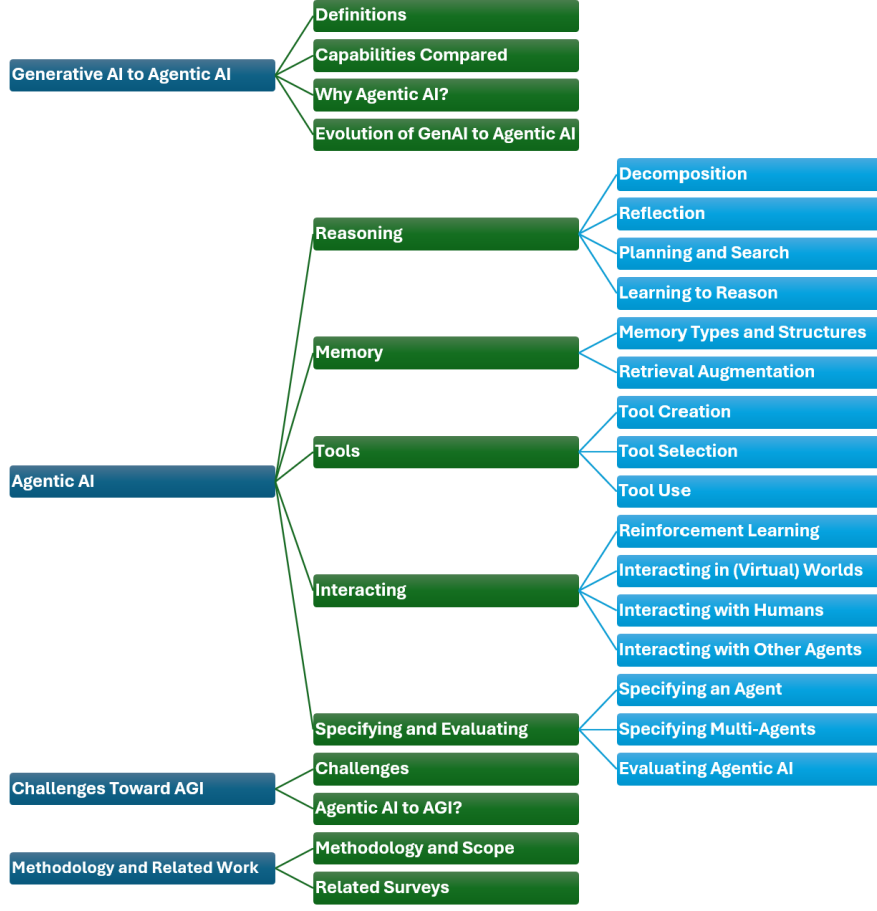 Generative AI to Agentic AI
Definitions
Capabilities Compared
Why Agentic AI?
Evolution of GenAI to Agentic AI
Agentic AI
Reasoning
Decomposition
Reflection
Planning and Search
Learning to Reason
Memory
Memory Types and Structures
Retrieval Augmentation
Tools
Tool Creation
Tool Selection
Tool Use
Interacting
Reinforcement Learning
Interacting in (Virtual) Worlds
Interacting with Humans
Interacting with Other Agents
Specifying and Evaluating
Specifying an Agent
Specifying Multi-Agents
Evaluating Agentic AI
Challenges Toward AGI
Challenges
Agentic AI to AGI?
Methodology and Related Work
Methodology and Scope
Related Surveys